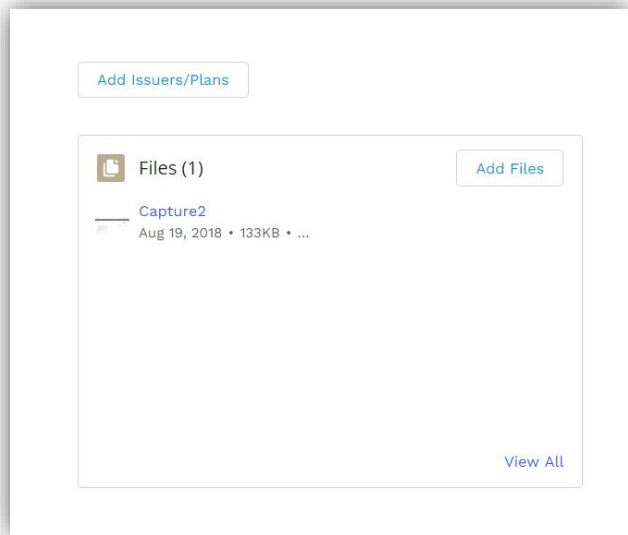 Add Issuers/Plans
Files (1)
Add Files
Capture2
Aug 19, 2018 • 133KB • ...
View All